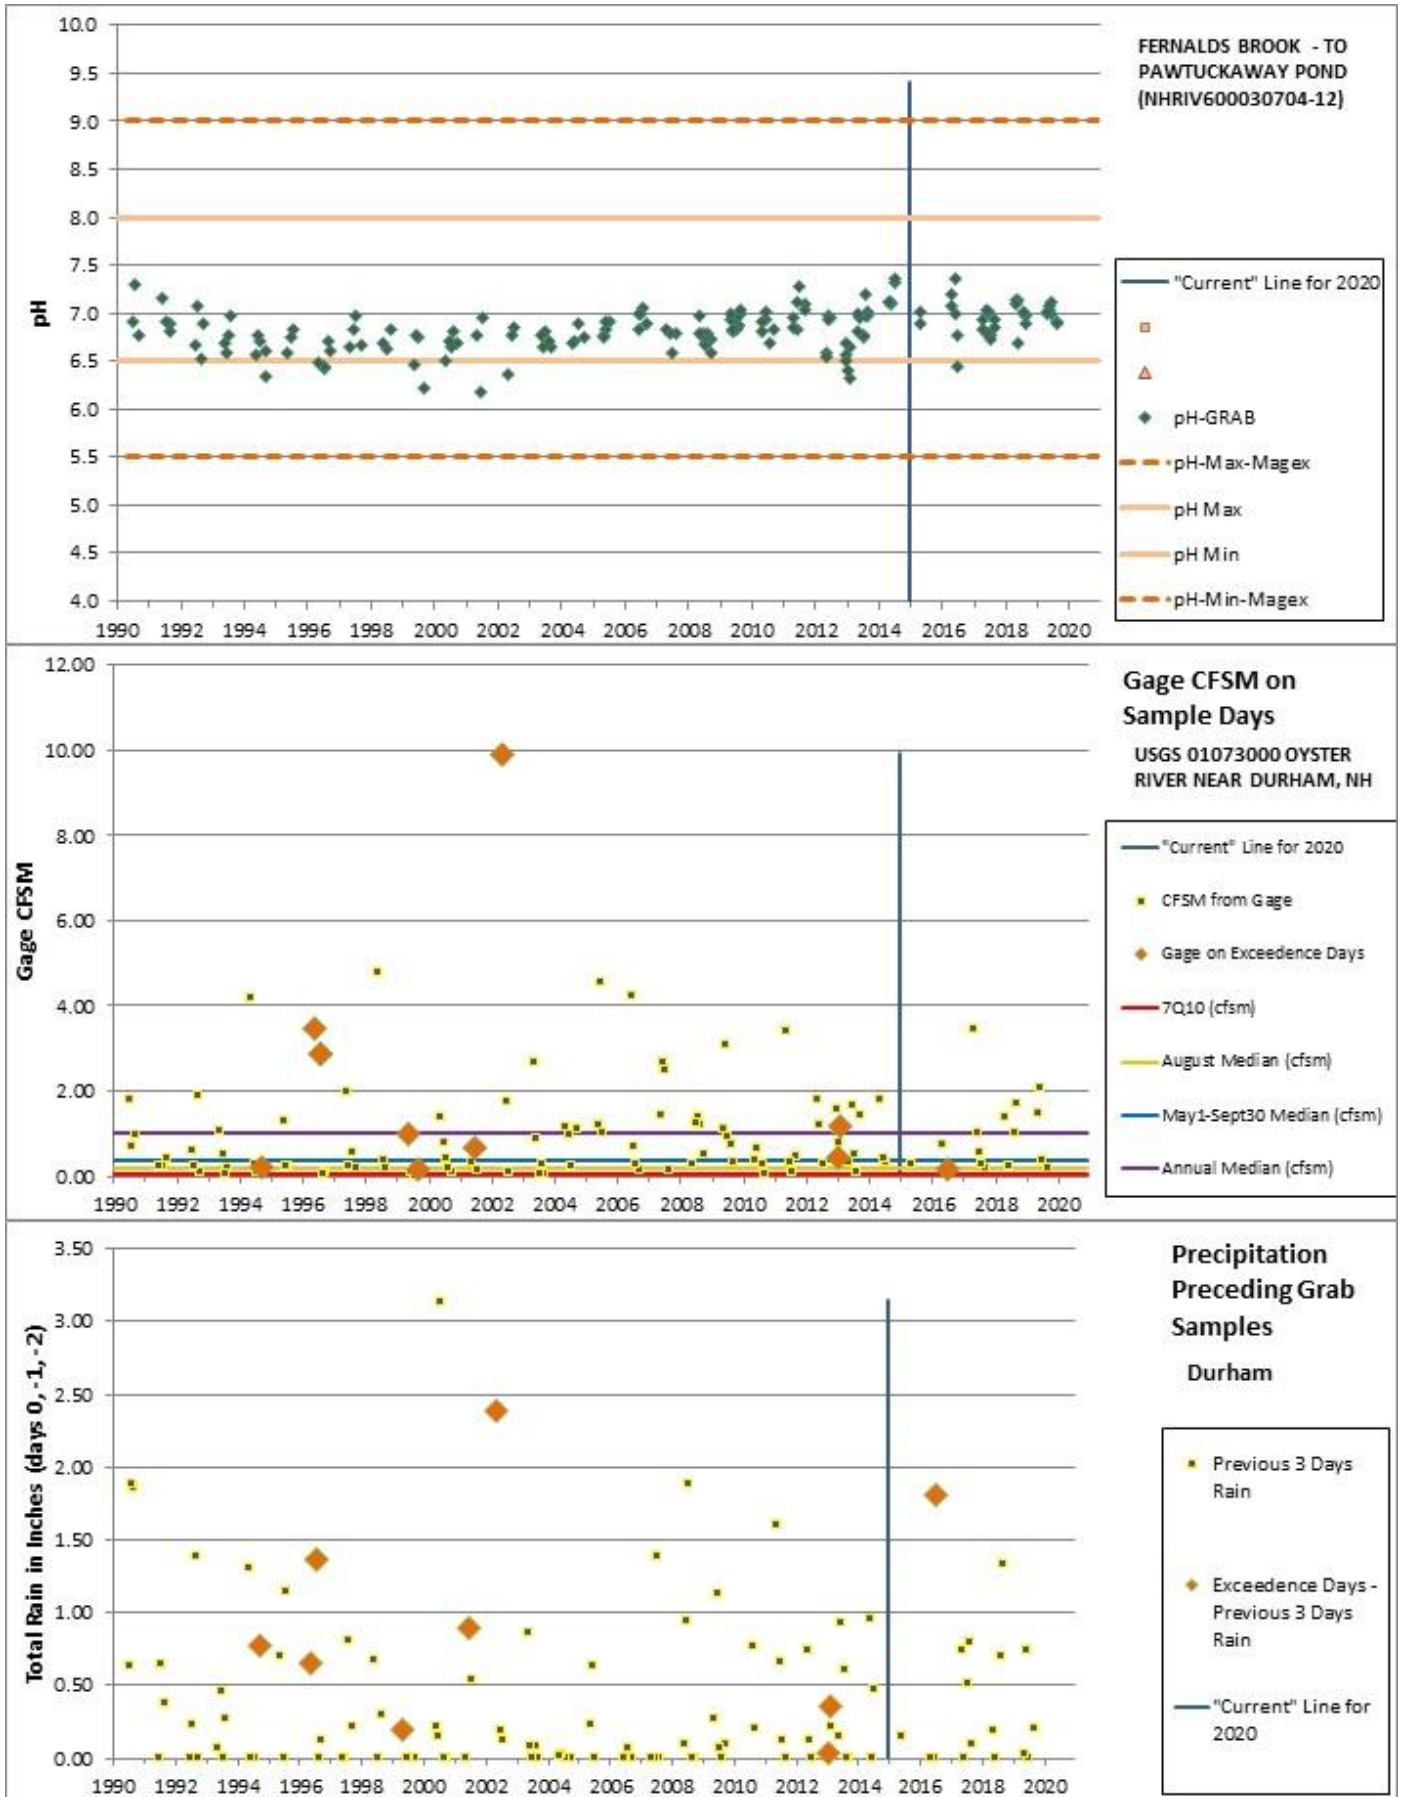 10.0
9.5
9.0
8.5
8.0
7.5
7.0
6.5
6.0
5.5
5.0
4.5
4.0
pH
1990 1992 1994 1996 1998 2000 2002 2004 2006 2008 2010 2012 2014 2016 2018 2020
FERNALDS BROOK - TO
PAWTUCKAWAY POND
(NHRIV600030704-12)
"Current" Line for 2020
pH-GRAB
pH-Max-Magex
pH Max
pH Min
pH-Min-Magex
12.00
10.00
8.00
6.00
4.00
2.00
0.00
Gage CFSM
1990 1992 1994 1996 1998 2000 2002 2004 2006 2008 2010 2012 2014 2016 2018 2020
Gage CFSM on
Sample Days
USGS 01073000 OYSTER
RIVER NEAR DURHAM, NH
"Current" Line for 2020
CFSM from Gage
Gage on Exceedence Days
7Q10 (cfsm)
August Median (cfsm)
May1-Sept30 Median (cfsm)
Annual Median (cfsm)
3.50
3.00
2.50
2.00
1.50
1.00
0.50
0.00
Total Rain in Inches (days 0, -1, -2)
1990 1992 1994 1996 1998 2000 2002 2004 2006 2008 2010 2012 2014 2016 2018 2020
Precipitation
Preceding Grab
Samples
Durham
Previous 3 Days
Rain
Exceedence Days -
Previous 3 Days
Rain
"Current" Line for
2020